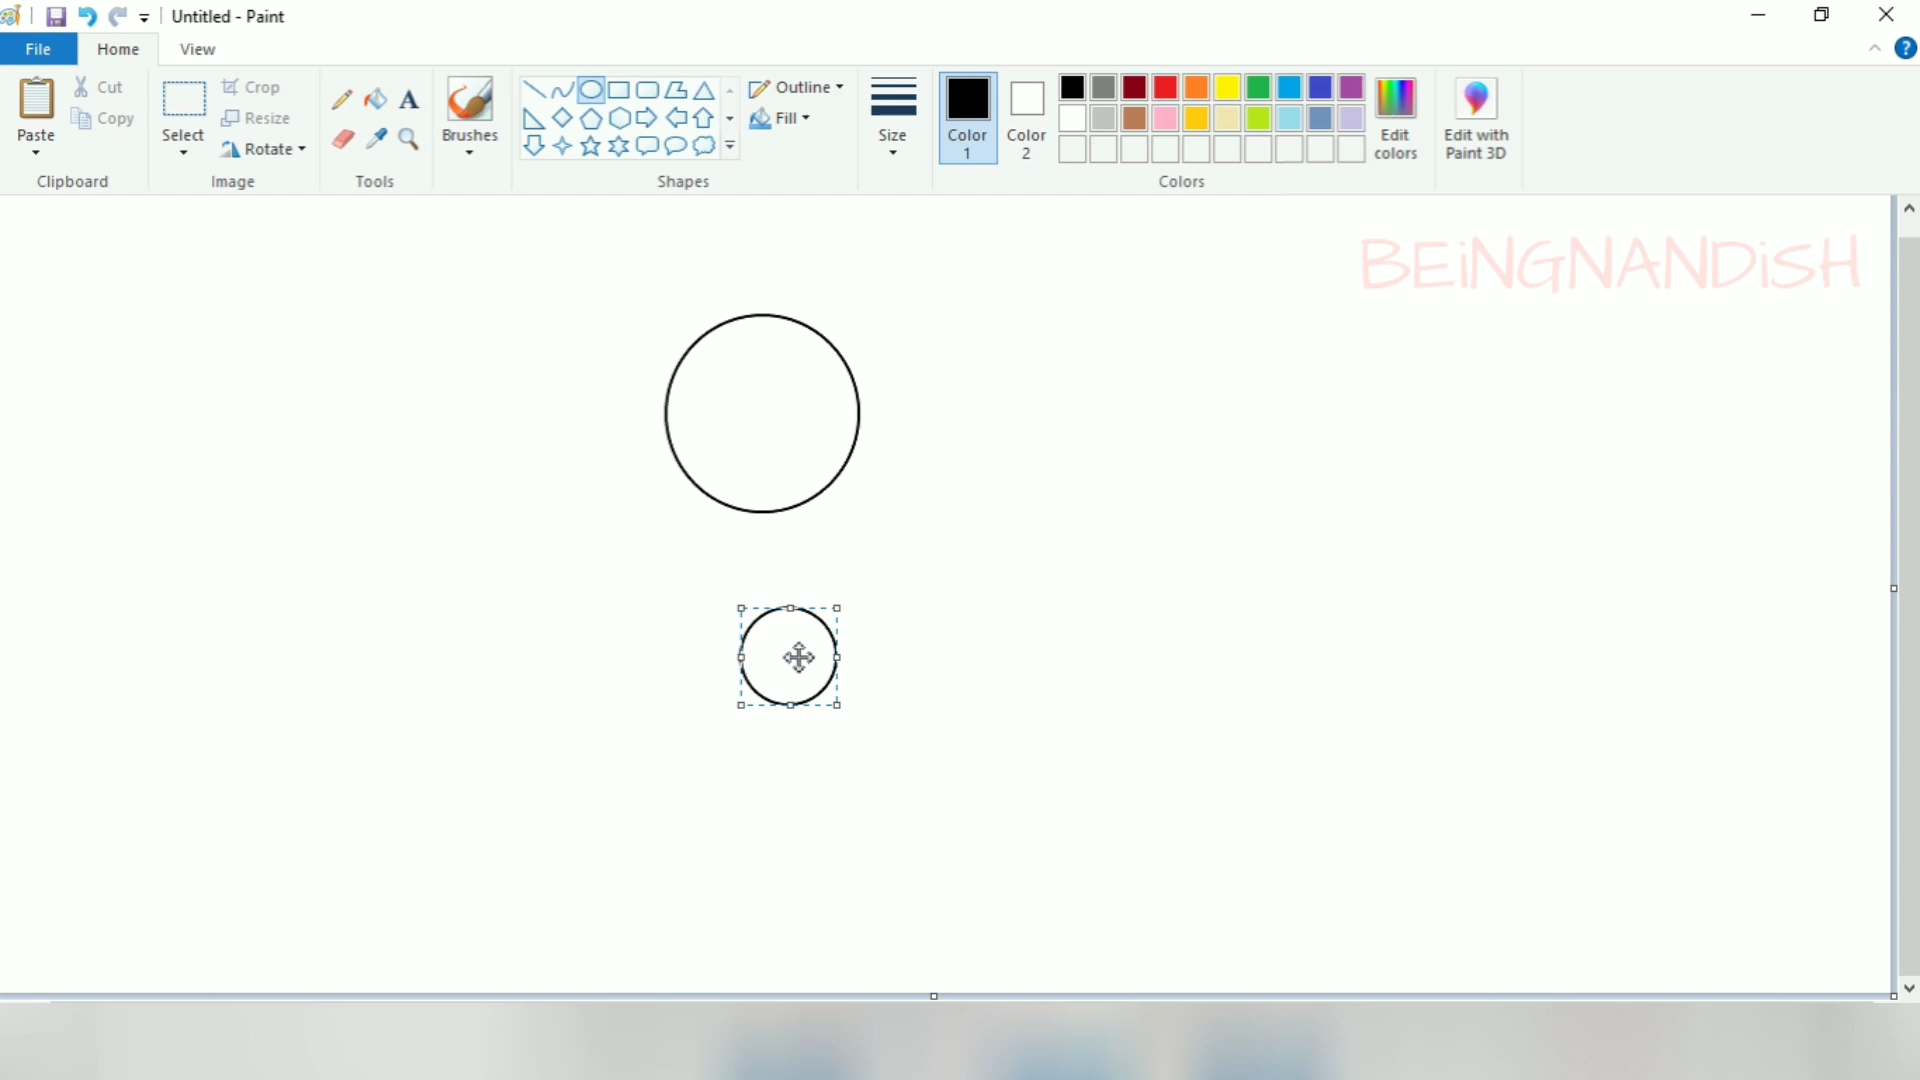 Untitled - Paint
File Home View
Paste Cut Copy Clipboard
Select Crop Resize Rotate Image
Tools
Brushes
Outline Fill Shapes
Size
Color 1
Color 2
Edit colors
Colors
Edit with Paint 3D
BEiNGNANDiSH